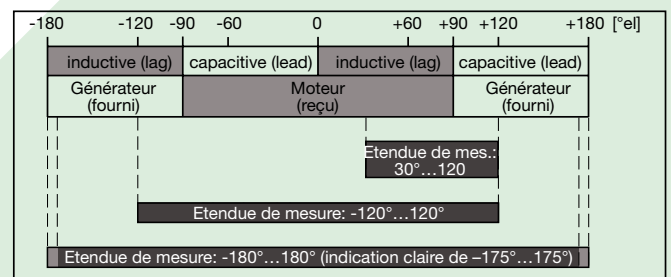 -180 -120 -90 -60 0 +60 +90 +120 +180 [°el]
inductive (lag) capacitive (lead) inductive (lag) capacitive (lead)
Générateur Moteur Générateur
(fourni) (reçu) (fourni)
Etendue de mes.:
30°...120
Etendue de mesure: -120°...120°
Etendue de mesure: -180°...180° (indication claire de –175°...175°)